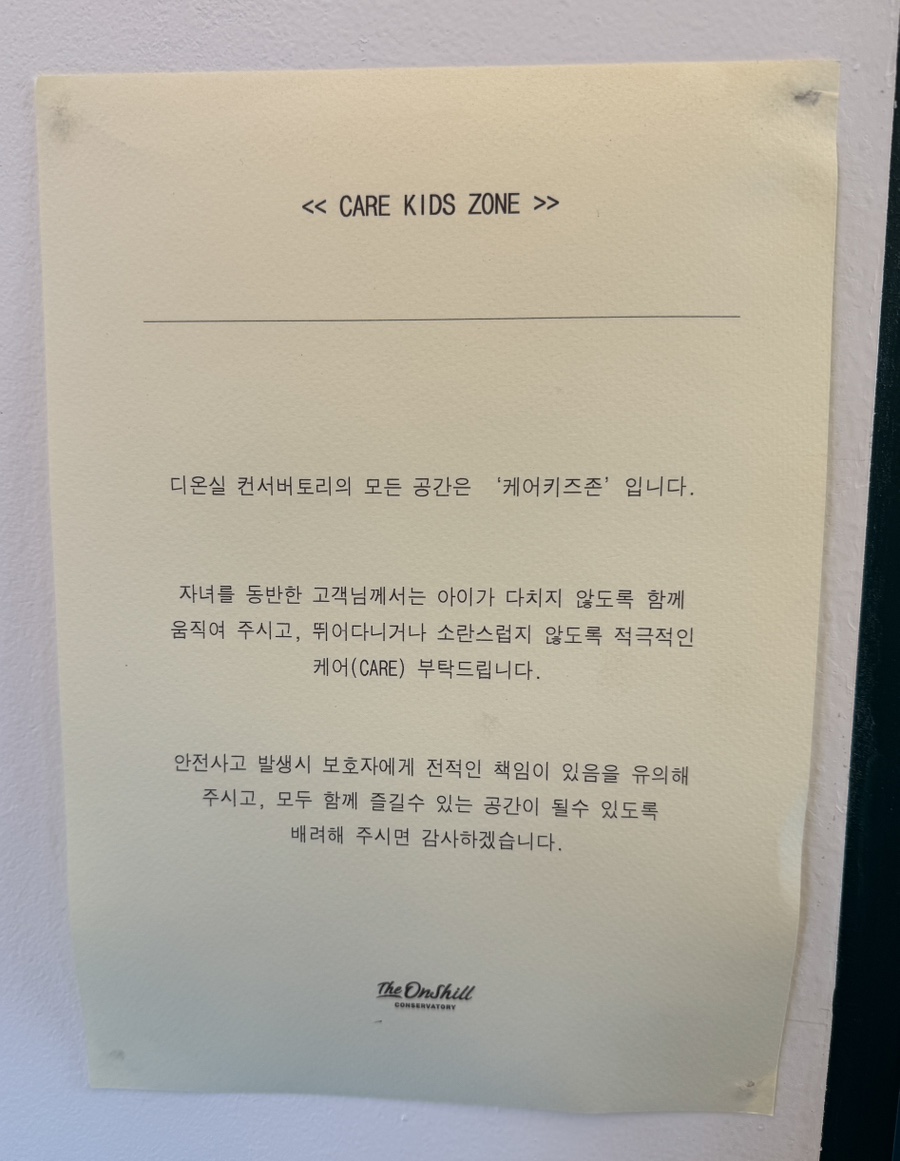 << CARE KIDS ZONE >>
디온실 컨서버토리의 모든 공간은 ‘케어키즈존’ 입니다.
자녀를 동반한 고객님께서는 아이가 다치지 않도록 함께
움직여 주시고, 뛰어다니거나 소란스럽지 않도록 적극적인
케어(CARE) 부탁드립니다.
안전사고 발생시 보호자에게 전적인 책임이 있음을 유의해
주시고, 모두 함께 즐길수 있는 공간이 될수 있도록
배려해 주시면 감사하겠습니다.
The Onshill
CONSERVATORY